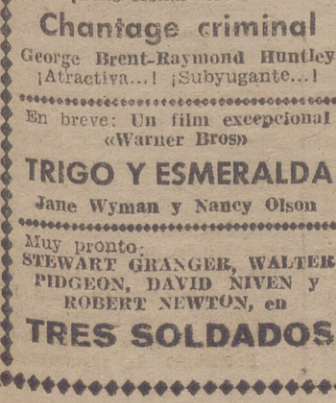 Chantage criminal
George Brent-Raymond Huntley
¡Atractiva...! ¡Subyugante...!
En breve: Un film excepcional
«Warner Bros»
TRIGO Y ESMERALDA
Jane Wyman y Nancy Olson
Muy pronto:
STEWART GRANGER, WALTER
PIDGEON, DAVID NIVEN y
ROBERT NEWTON, en
TRES SOLDADOS